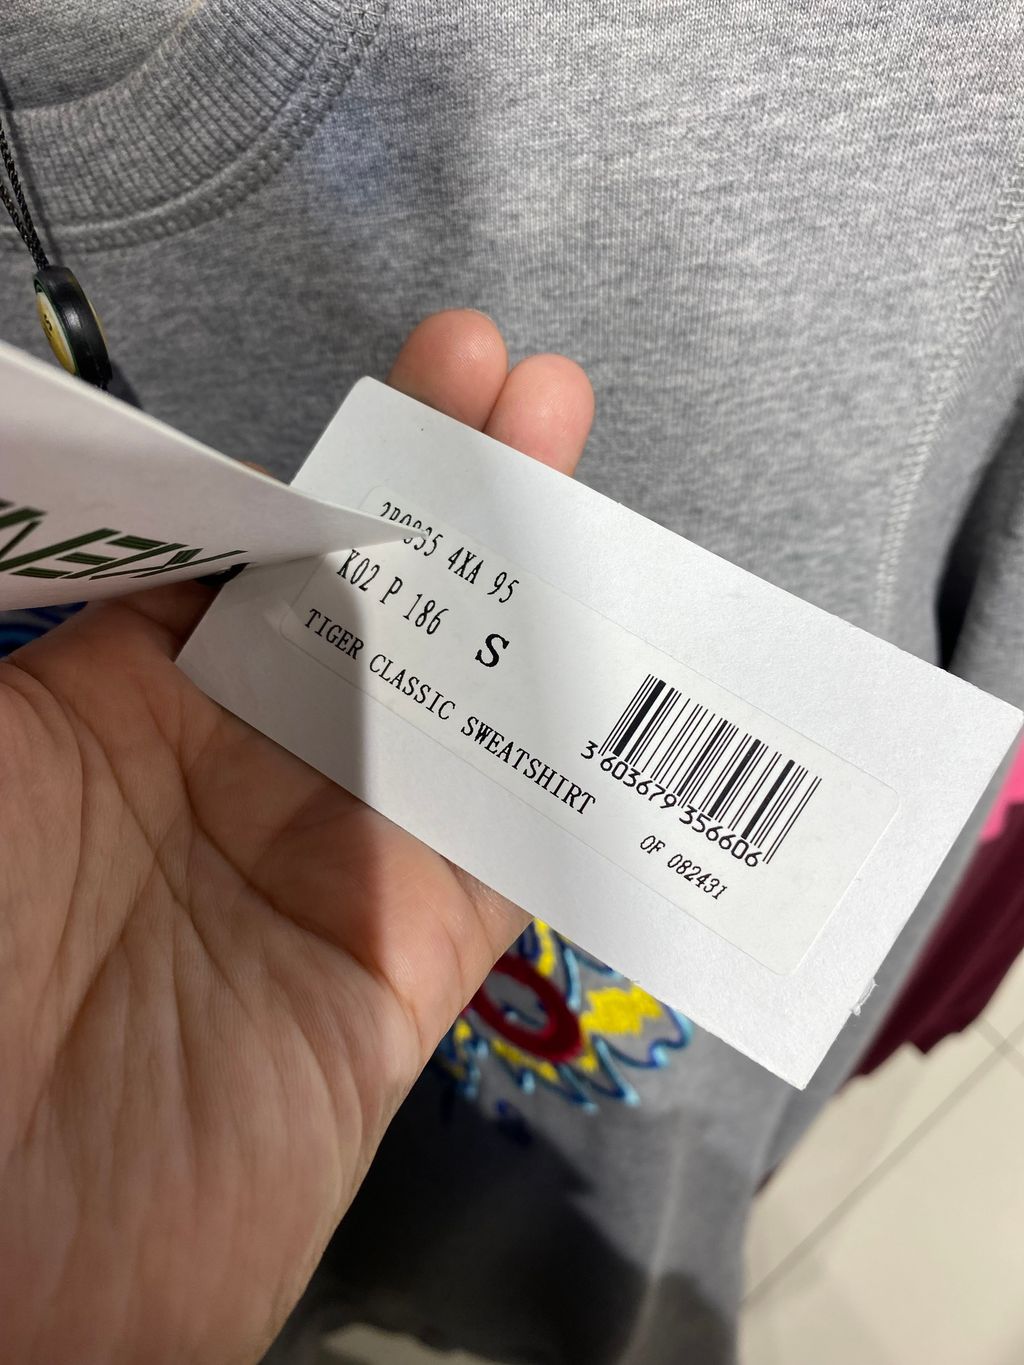 4XA 95
K02 P 186
S
TIGER CLASSIC SWEATSHIRT
3 603679 356606
OF 082431